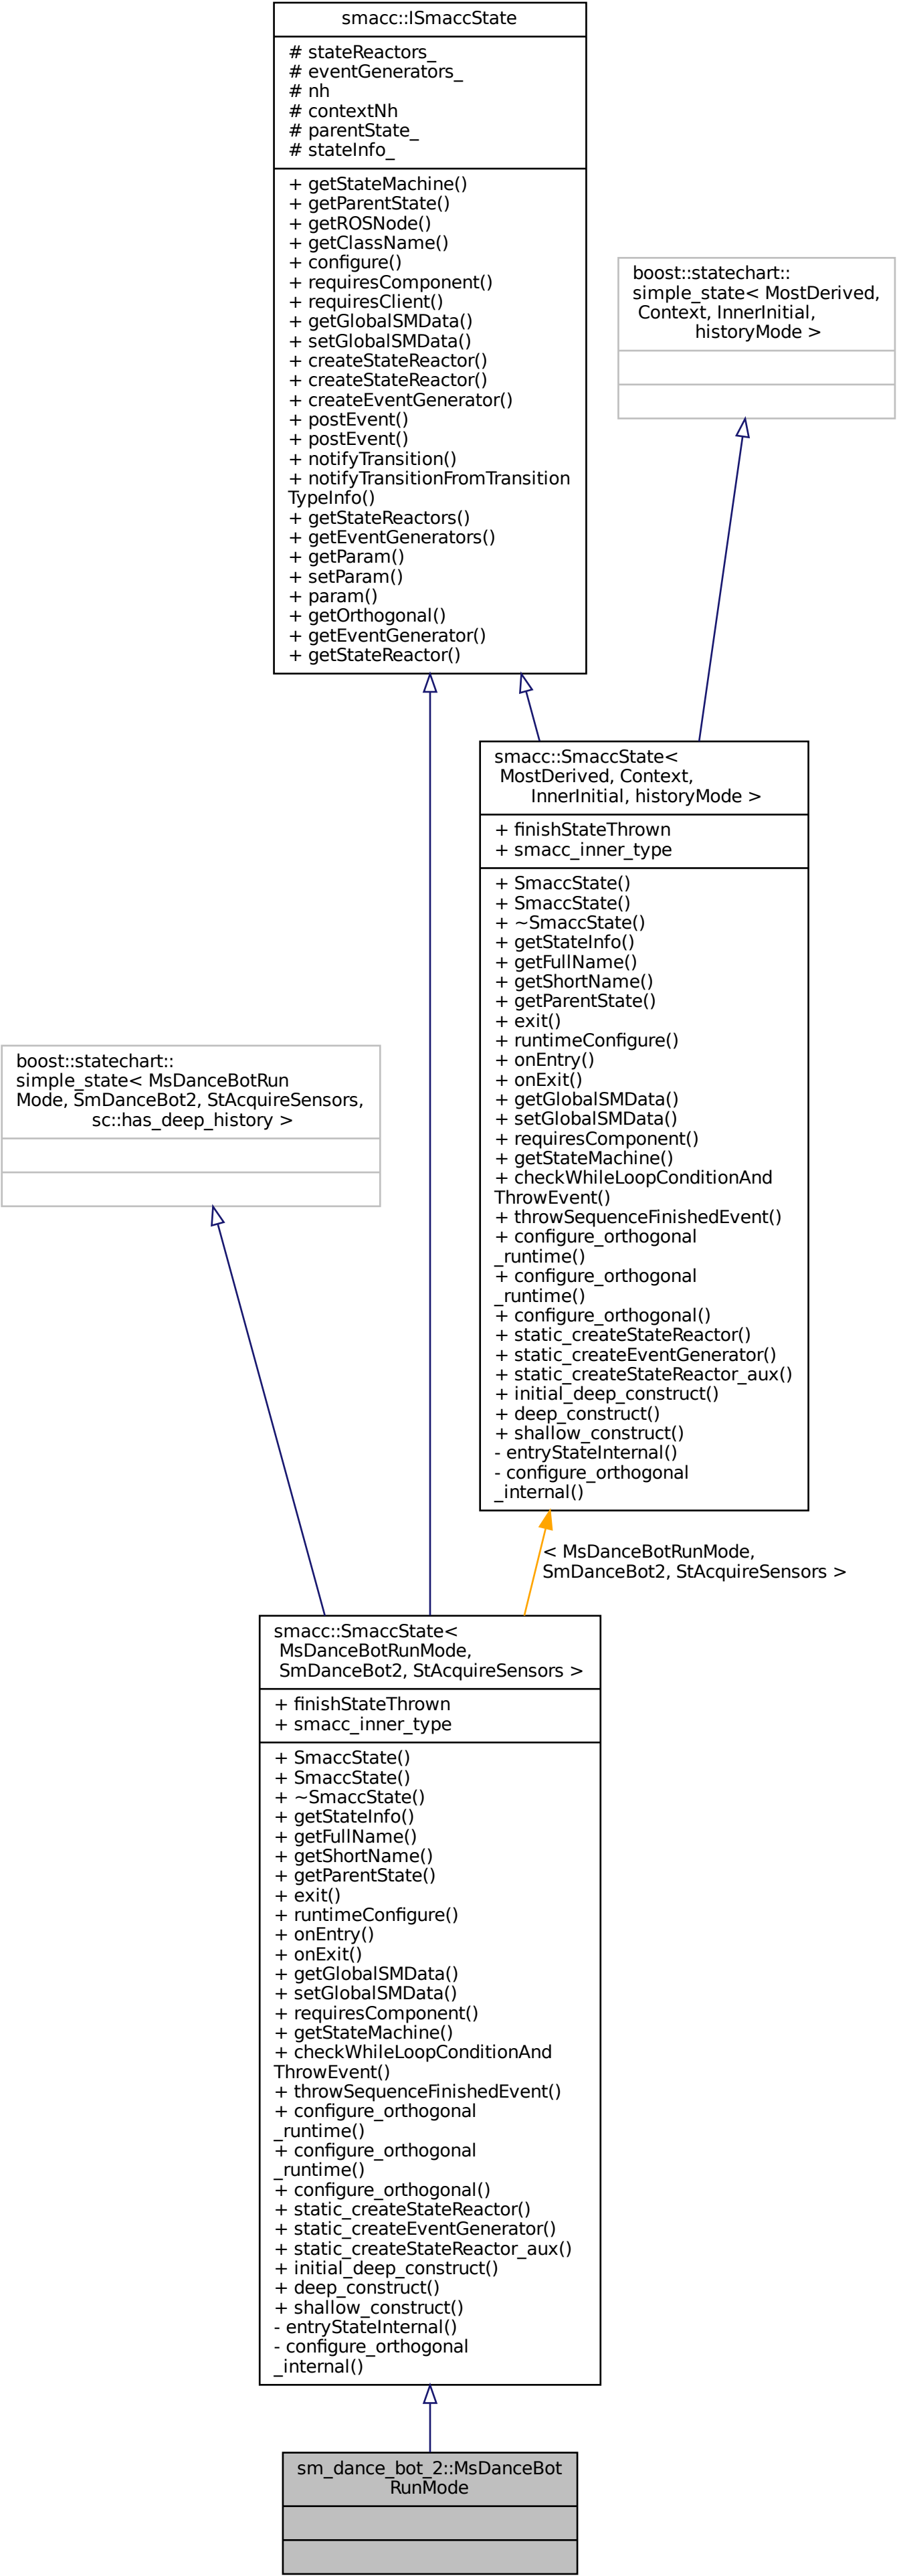 smacc::ISmaccState
# stateReactors_
# eventGenerators_
# nh
# contextNh
# parentState_
# stateInfo_
+ getStateMachine()
+ getParentState()
+ getROSNode()
+ getClassName()
+ configure()
+ requiresComponent()
+ requiresClient()
+ getGlobalSMData()
+ setGlobalSMData()
+ createStateReactor()
+ createStateReactor()
+ createEventGenerator()
+ postEvent()
+ postEvent()
+ notifyTransition()
+ notifyTransitionFromTransition
TypeInfo()
+ getStateReactors()
+ getEventGenerators()
+ getParam()
+ setParam()
+ param()
+ getOrthogonal()
+ getEventGenerator()
+ getStateReactor()
boost::statechart::
simple_state< MostDerived,
Context, InnerInitial,
historyMode >
smacc::SmaccState<
MostDerived, Context,
InnerInitial, historyMode >
+ finishStateThrown
+ smacc_inner_type
+ SmaccState()
+ SmaccState()
+ ~SmaccState()
+ getStateInfo()
+ getFullName()
+ getShortName()
+ getParentState()
+ exit()
+ runtimeConfigure()
+ onEntry()
+ onExit()
+ getGlobalSMData()
+ setGlobalSMData()
+ requiresComponent()
+ getStateMachine()
+ checkWhileLoopConditionAnd
ThrowEvent()
+ throwSequenceFinishedEvent()
+ configure_orthogonal
_runtime()
+ configure_orthogonal
_runtime()
+ configure_orthogonal()
+ static_createStateReactor()
+ static_createEventGenerator()
+ static_createStateReactor_aux()
+ initial_deep_construct()
+ deep_construct()
+ shallow_construct()
- entryStateInternal()
- configure_orthogonal
_internal()
boost::statechart::
simple_state< MsDanceBotRun
Mode, SmDanceBot2, StAcquireSensors,
sc::has_deep_history >
< MsDanceBotRunMode,
SmDanceBot2, StAcquireSensors >
smacc::SmaccState<
MsDanceBotRunMode,
SmDanceBot2, StAcquireSensors >
+ finishStateThrown
+ smacc_inner_type
+ SmaccState()
+ SmaccState()
+ ~SmaccState()
+ getStateInfo()
+ getFullName()
+ getShortName()
+ getParentState()
+ exit()
+ runtimeConfigure()
+ onEntry()
+ onExit()
+ getGlobalSMData()
+ setGlobalSMData()
+ requiresComponent()
+ getStateMachine()
+ checkWhileLoopConditionAnd
ThrowEvent()
+ throwSequenceFinishedEvent()
+ configure_orthogonal
_runtime()
+ configure_orthogonal
_runtime()
+ configure_orthogonal()
+ static_createStateReactor()
+ static_createEventGenerator()
+ static_createStateReactor_aux()
+ initial_deep_construct()
+ deep_construct()
+ shallow_construct()
- entryStateInternal()
- configure_orthogonal
_internal()
sm_dance_bot_2::MsDanceBot
RunMode